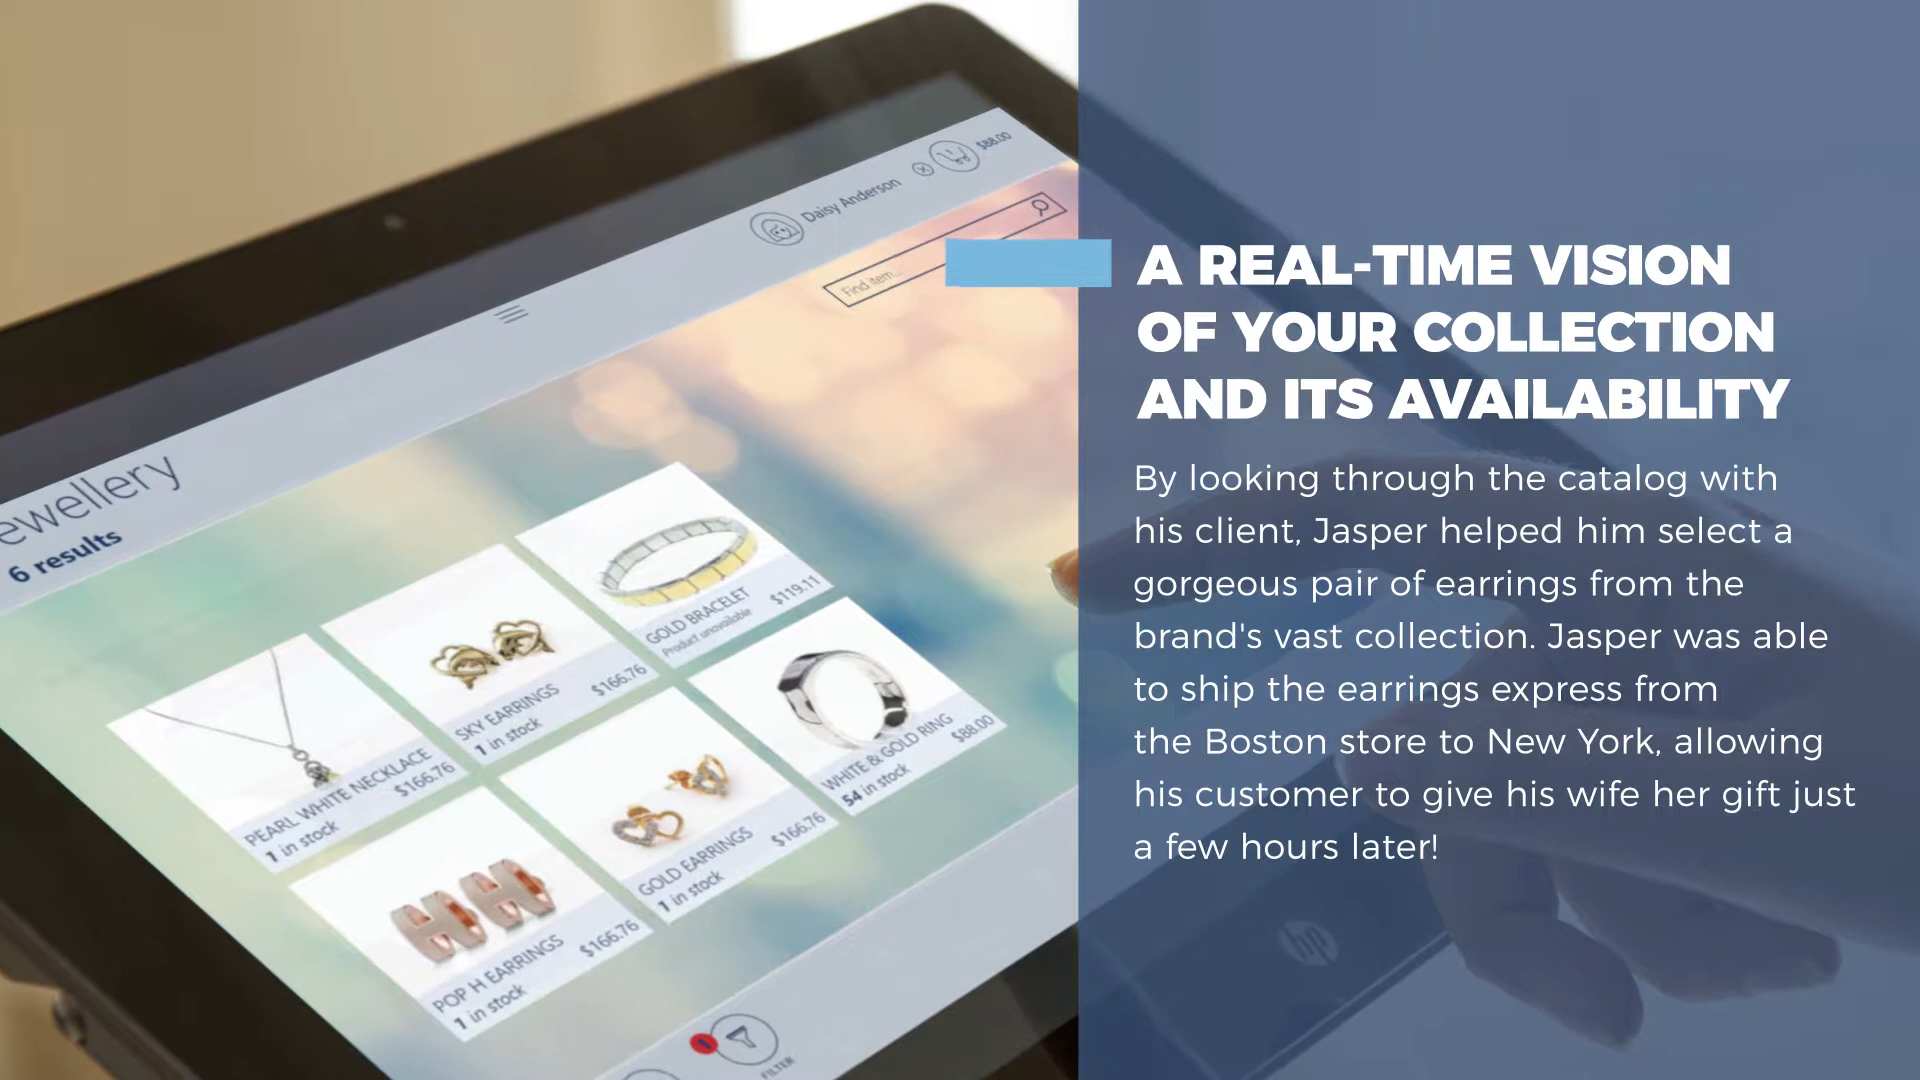 $88.00
Daisy Anderson
Find item...
ewellery
6 results
PEARL WHITE NECKLACE
$166.76
1 in stock
SKY EARRINGS
$166.76
1 in stock
GOLD BRACELET
$119.11
Product unavailable
POP H EARRINGS
$166.76
1 in stock
GOLD EARRINGS
$166.76
1 in stock
WHITE & GOLD RING
$88.00
54 in stock
1
FILTER
A REAL-TIME VISION
OF YOUR COLLECTION
AND ITS AVAILABILITY
By looking through the catalog with
his client, Jasper helped him select a
gorgeous pair of earrings from the
brand's vast collection. Jasper was able
to ship the earrings express from
the Boston store to New York, allowing
his customer to give his wife her gift just
a few hours later!
hp